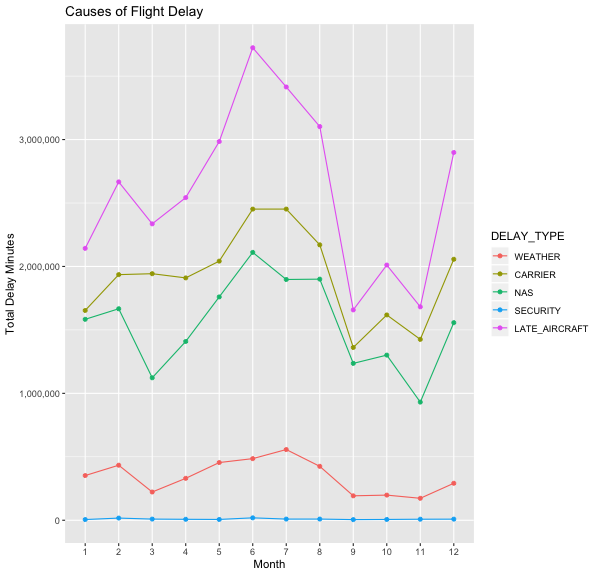 Causes of Flight Delay
Total Delay Minutes
3,000,000
2,000,000
1,000,000
0
1 2 3 4 5 6 7 8 9 10 11 12
Month
DELAY_TYPE
WEATHER
CARRIER
NAS
SECURITY
LATE_AIRCRAFT